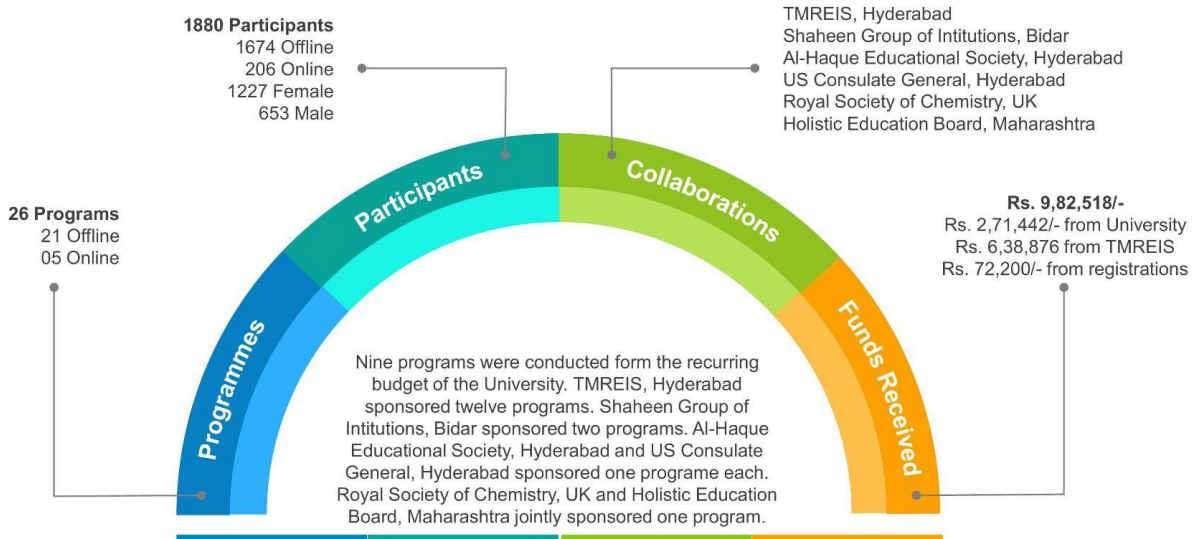 1880 Participants
1674 Offline
206 Online
1227 Female
653 Male
TMREIS, Hyderabad
Shaheen Group of Intitutions, Bidar
Al-Haque Educational Society, Hyderabad
US Consulate General, Hyderabad
Royal Society of Chemistry, UK
Holistic Education Board, Maharashtra
26 Programs
21 Offline
05 Online
Rs. 9,82,518/-
Rs. 2,71,442/- from University
Rs. 6,38,876 from TMREIS
Rs. 72,200/- from registrations
Programmes
Participants
Collaborations
Funds Received
Nine programs were conducted form the recurring
budget of the University. TMREIS, Hyderabad
sponsored twelve programs. Shaheen Group of
Intitutions, Bidar sponsored two programs. Al-Haque
Educational Society, Hyderabad and US Consulate
General, Hyderabad sponsored one programe each.
Royal Society of Chemistry, UK and Holistic Education
Board, Maharashtra jointly sponsored one program.